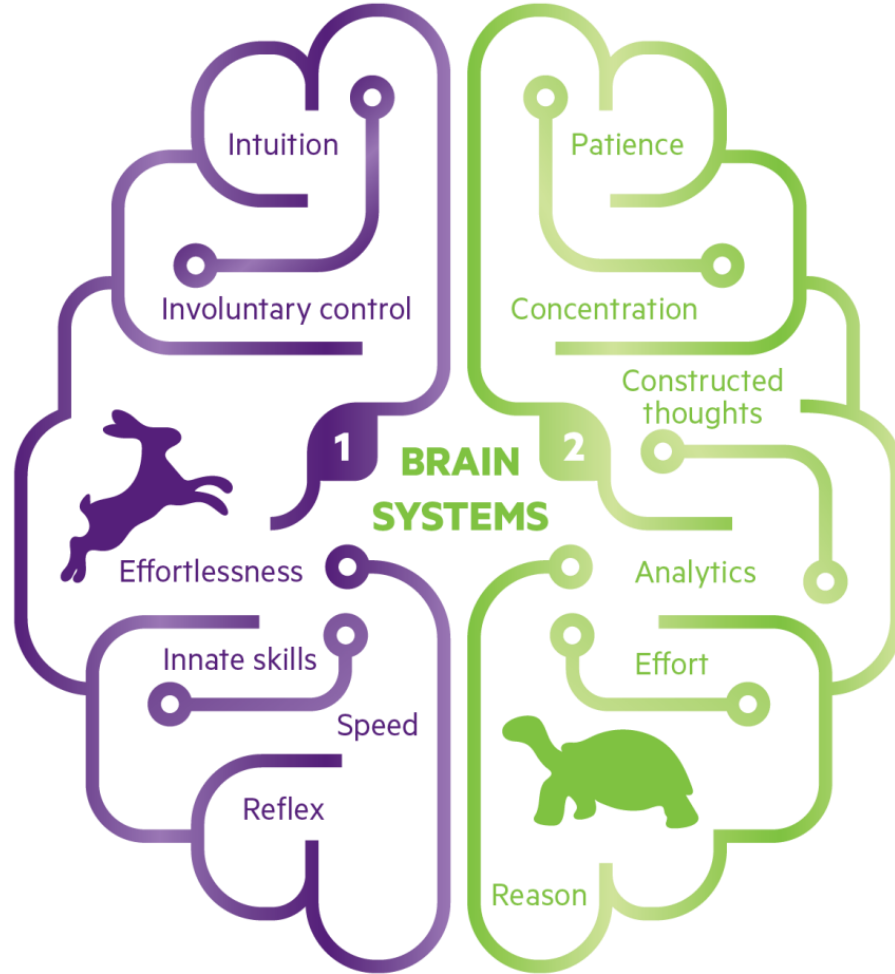 Intuition
Involuntary control
1
Effortlessness
Innate skills
Speed
Reflex
BRAIN
SYSTEMS
Patience
Concentration
Constructed
thoughts
2
Analytics
Effort
Reason